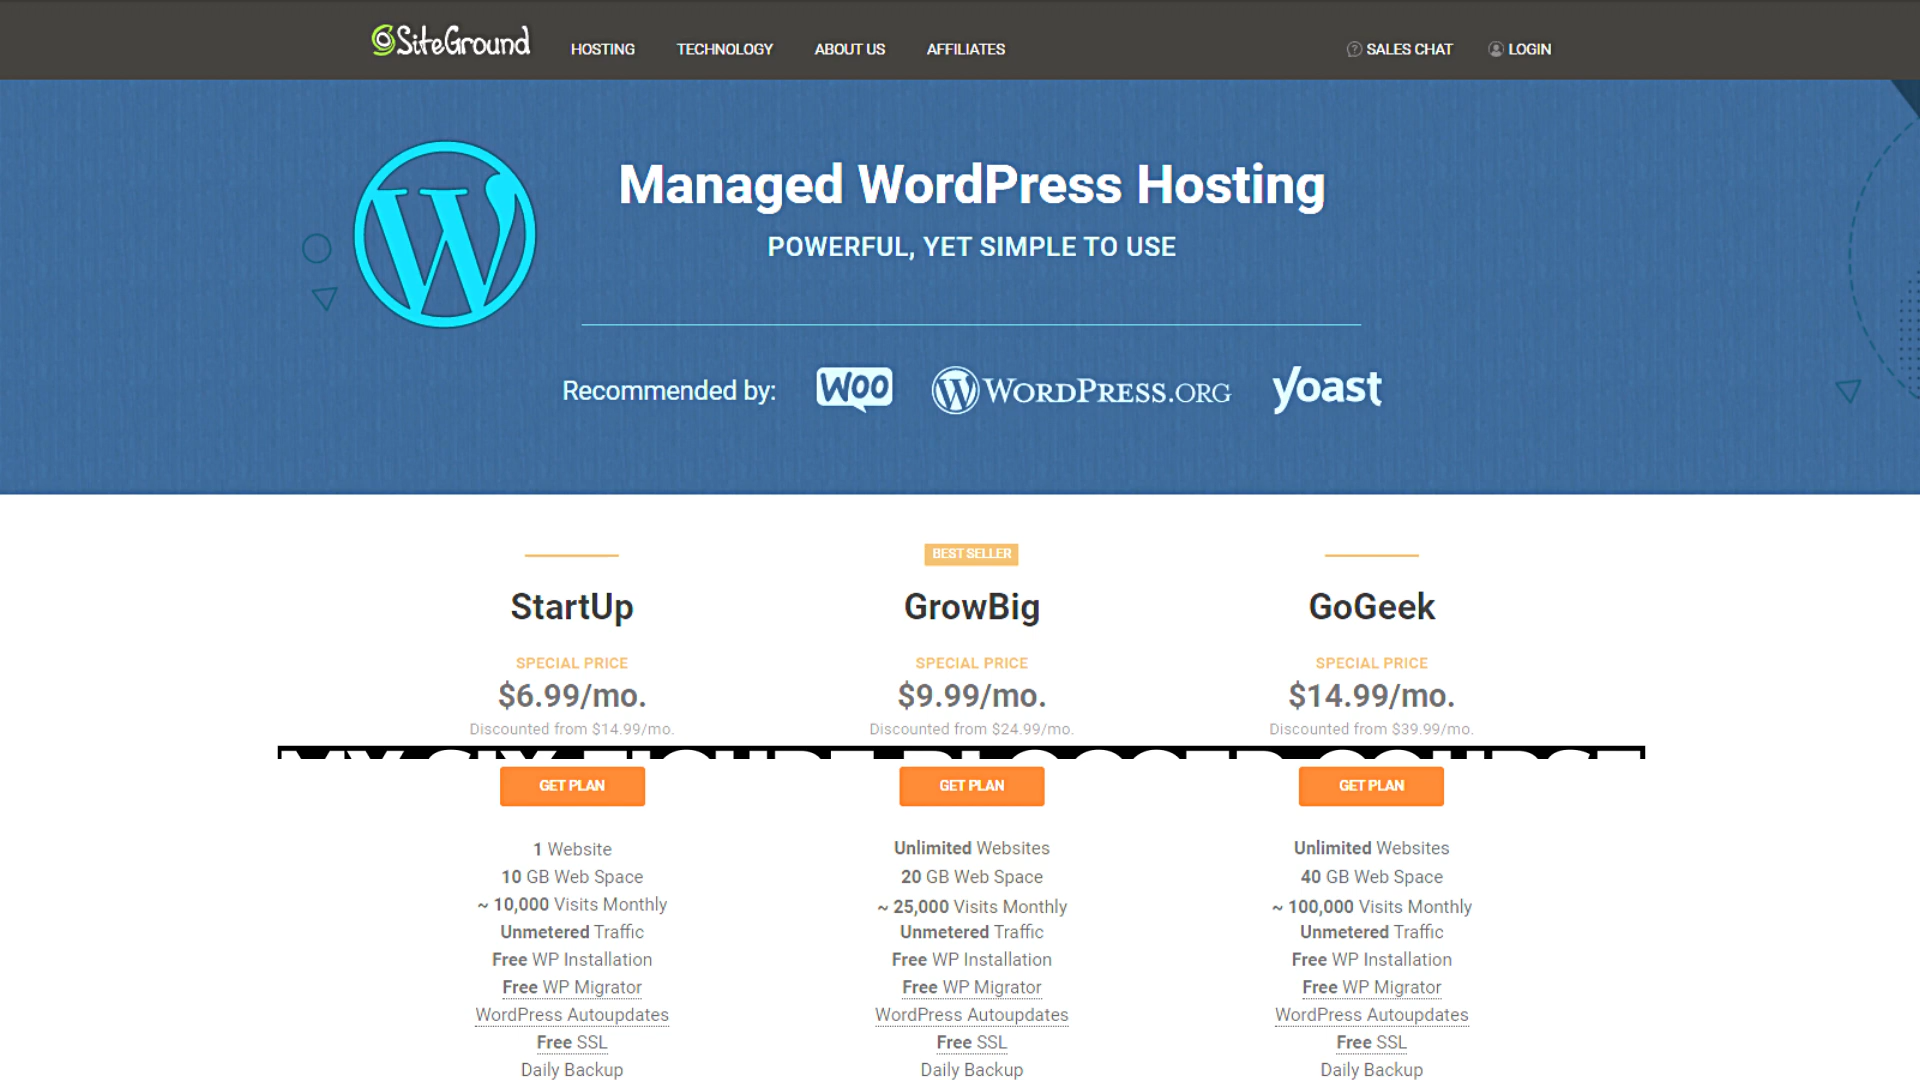 SiteGround HOSTING TECHNOLOGY ABOUT US AFFILIATES SALES CHAT LOGIN
Managed WordPress Hosting
POWERFUL, YET SIMPLE TO USE
Recommended by: WOO WORDPRESS.ORG yoast
BEST SELLER
StartUp GrowBig GoGeek
SPECIAL PRICE SPECIAL PRICE SPECIAL PRICE
$6.99/mo. $9.99/mo. $14.99/mo.
Discounted from $14.99/mo. Discounted from $24.99/mo. Discounted from $39.99/mo.
GET PLAN GET PLAN GET PLAN
1 Website Unlimited Websites Unlimited Websites
10 GB Web Space 20 GB Web Space 40 GB Web Space
~ 10,000 Visits Monthly ~ 25,000 Visits Monthly ~ 100,000 Visits Monthly
Unmetered Traffic Unmetered Traffic Unmetered Traffic
Free WP Installation Free WP Installation Free WP Installation
Free WP Migrator Free WP Migrator Free WP Migrator
WordPress Autoupdates WordPress Autoupdates WordPress Autoupdates
Free SSL Free SSL Free SSL
Daily Backup Daily Backup Daily Backup